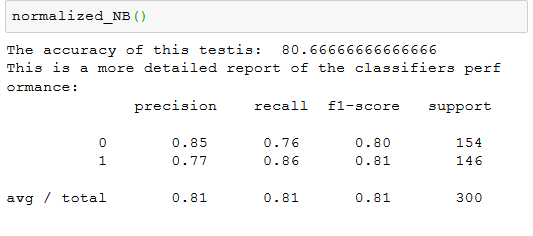 normalized_NB()
The accuracy of this testis:  80.66666666666666
This is a more detailed report of the classifiers perf
ormance:
precision    recall  f1-score   support
0       0.85      0.76      0.80       154
1       0.77      0.86      0.81       146
avg / total       0.81      0.81      0.81       300